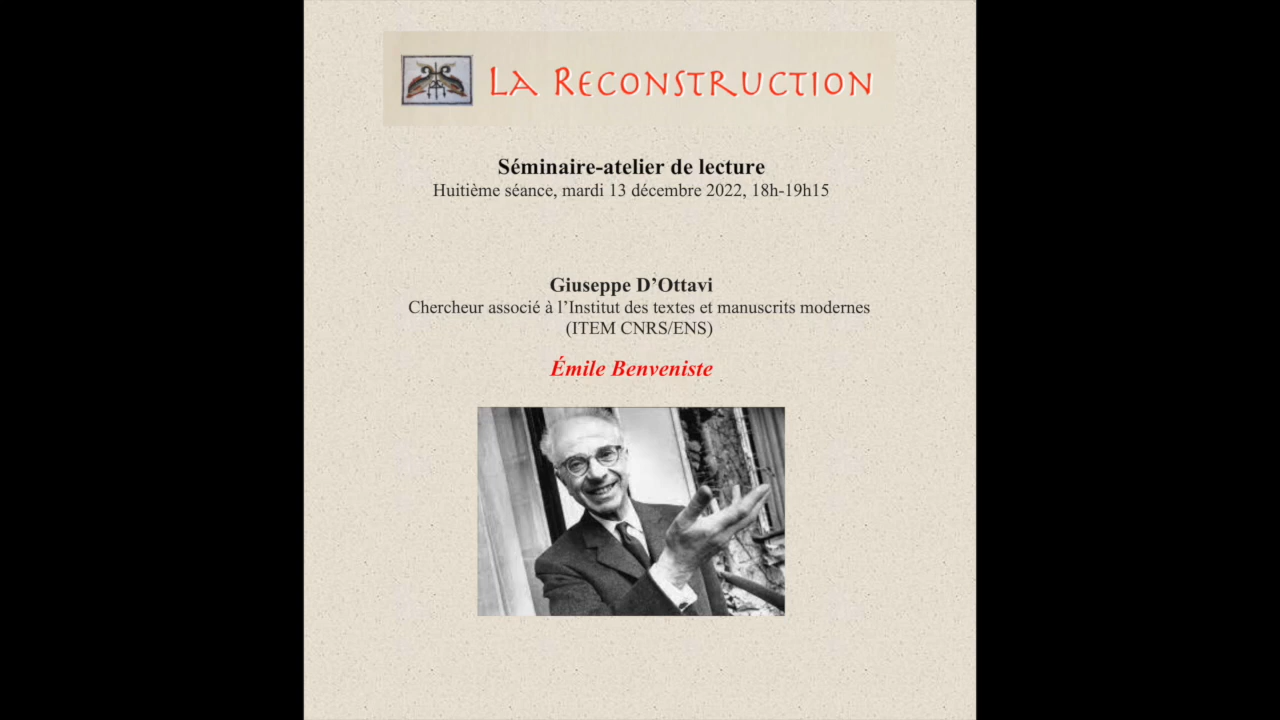 La Reconstruction
Séminaire-atelier de lecture
Huitième séance, mardi 13 décembre 2022, 18h-19h15
Giuseppe D’Ottavi
Chercheur associé à l’Institut des textes et manuscrits modernes
(ITEM CNRS/ENS)
Émile Benveniste